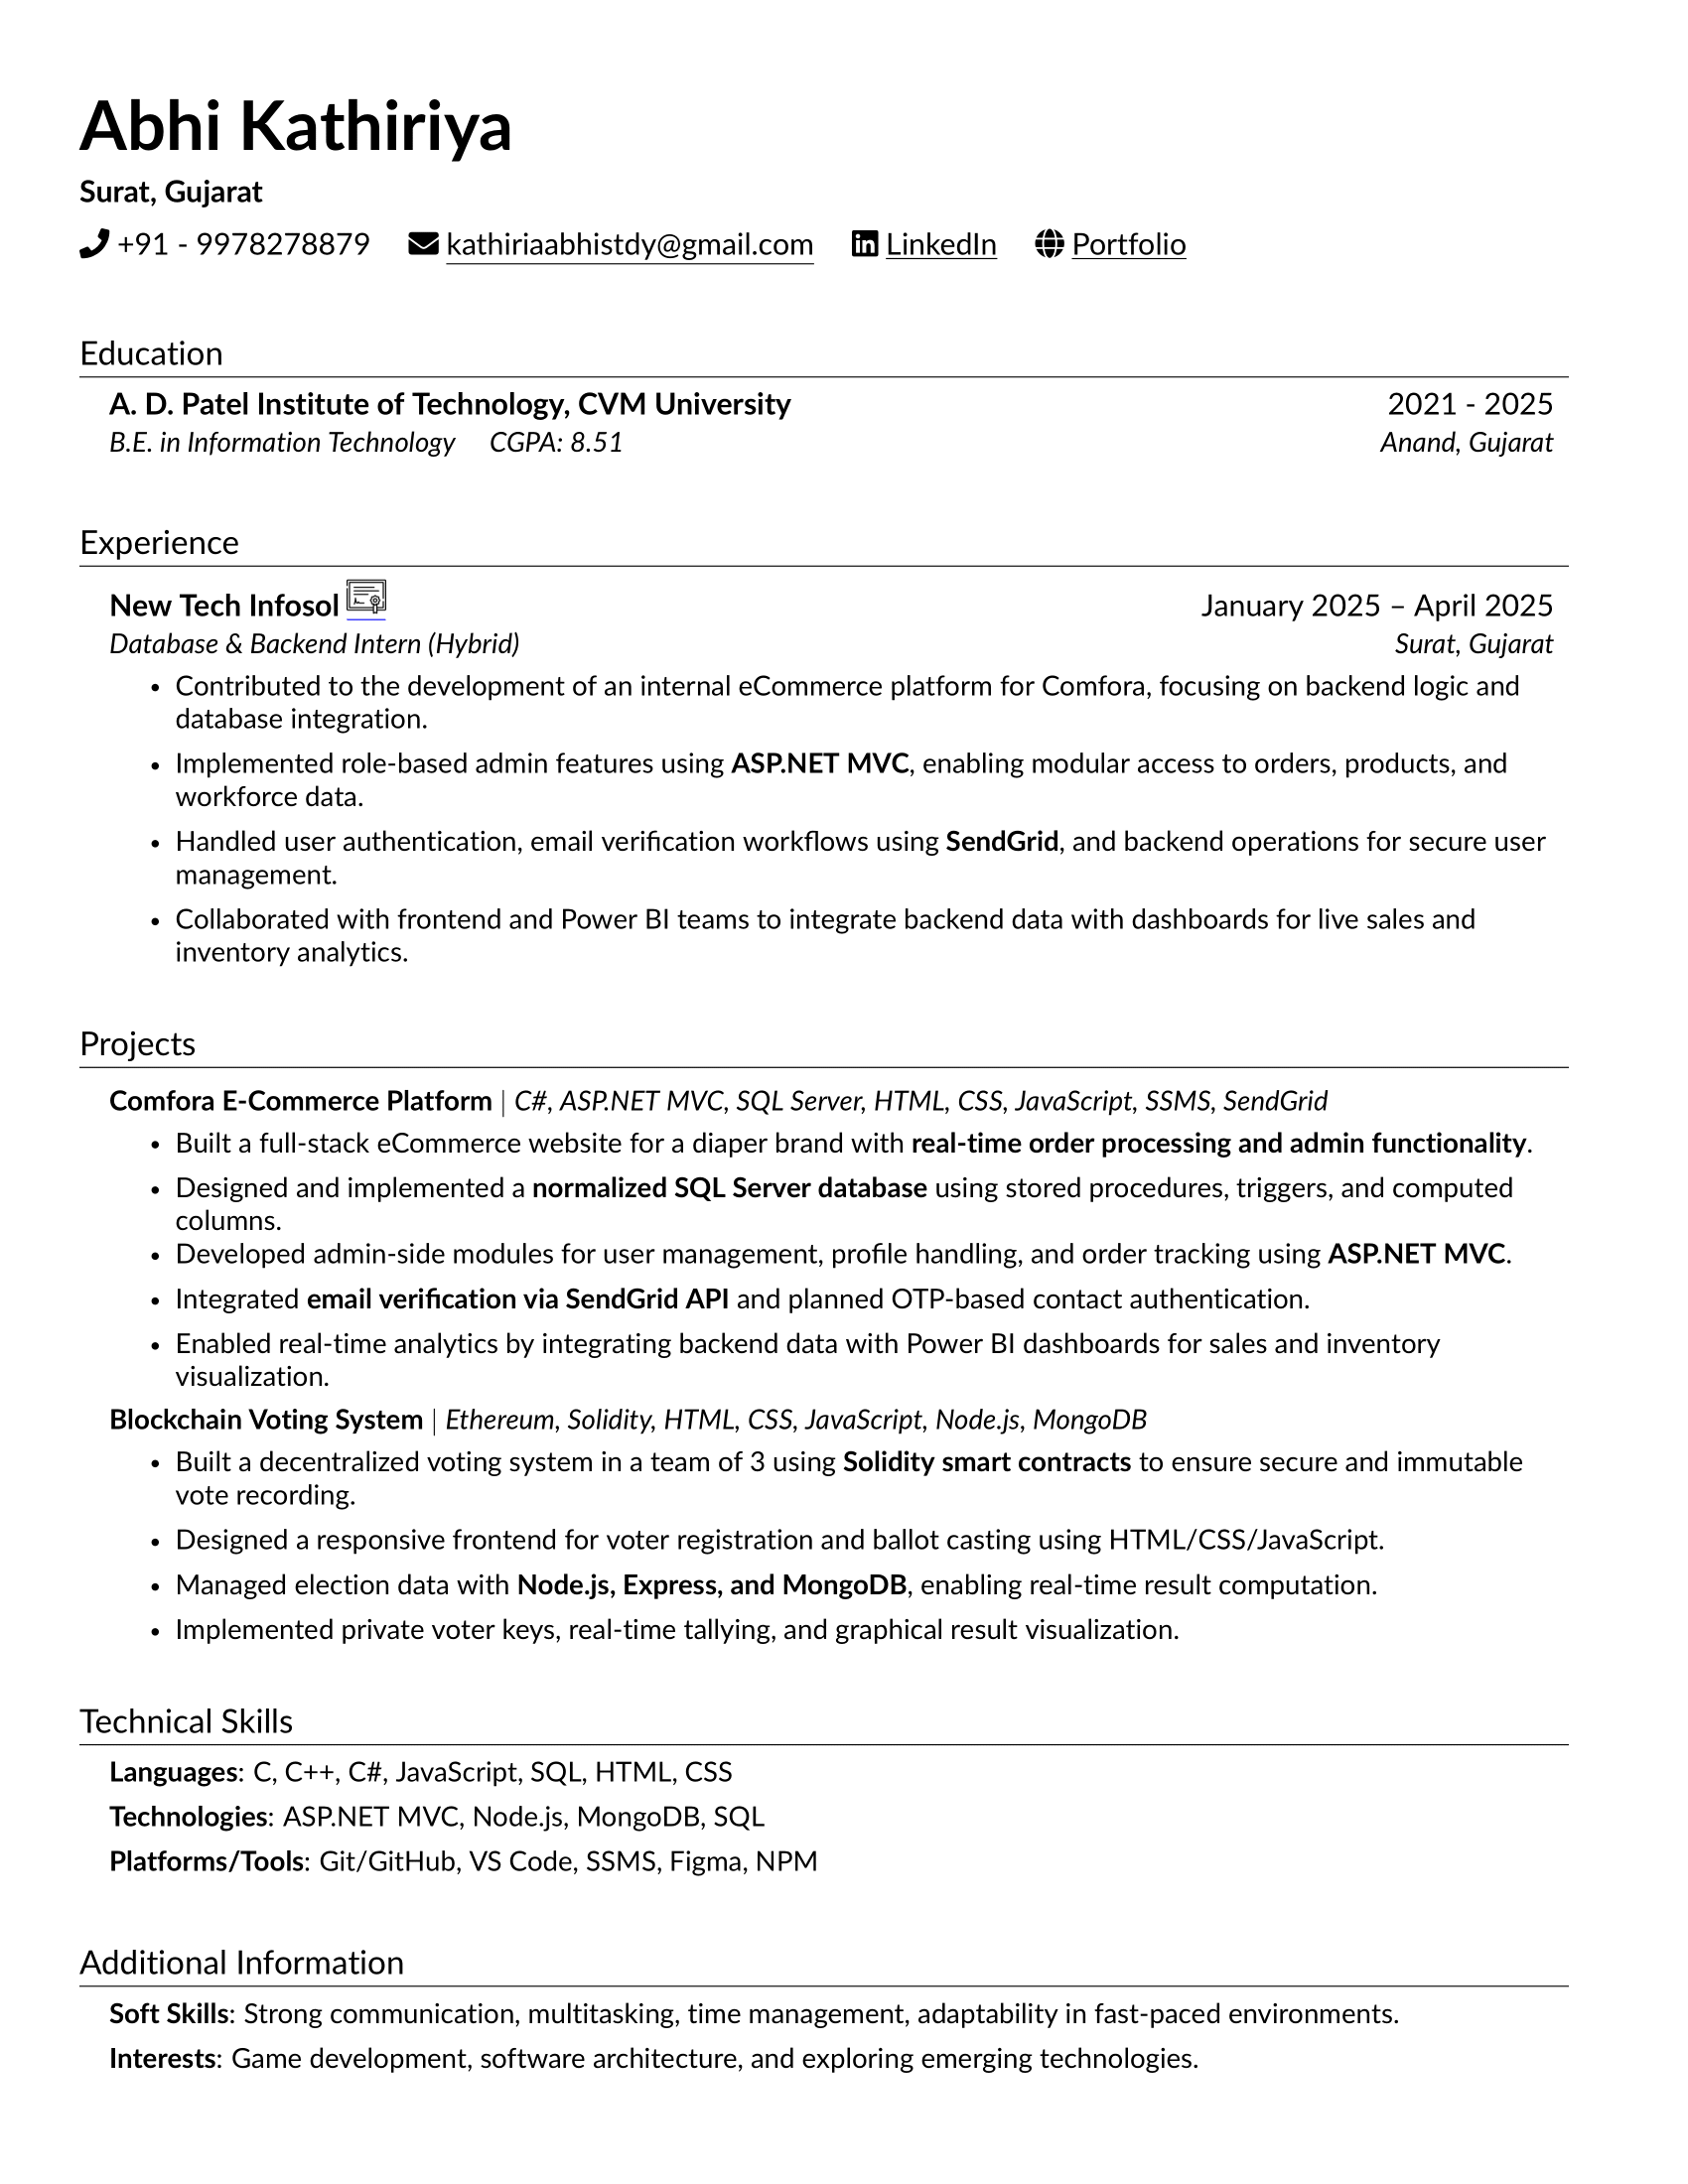 Abhi Kathiriya
Surat, Gujarat
+91 - 9978278879 kathiriaabhistdy@gmail.com LinkedIn Portfolio
Education
A. D. Patel Institute of Technology, CVM University 2021 - 2025
B.E. in Information Technology CGPA: 8.51 Anand, Gujarat
Experience
New Tech Infosol January 2025 – April 2025
Database & Backend Intern (Hybrid) Surat, Gujarat
• Contributed to the development of an internal eCommerce platform for Comfora, focusing on backend logic and
database integration.
• Implemented role-based admin features using ASP.NET MVC, enabling modular access to orders, products, and
workforce data.
• Handled user authentication, email verification workflows using SendGrid, and backend operations for secure user
management.
• Collaborated with frontend and Power BI teams to integrate backend data with dashboards for live sales and
inventory analytics.
Projects
Comfora E-Commerce Platform | C#, ASP.NET MVC, SQL Server, HTML, CSS, JavaScript, SSMS, SendGrid
• Built a full-stack eCommerce website for a diaper brand with real-time order processing and admin functionality.
• Designed and implemented a normalized SQL Server database using stored procedures, triggers, and computed
columns.
• Developed admin-side modules for user management, profile handling, and order tracking using ASP.NET MVC.
• Integrated email verification via SendGrid API and planned OTP-based contact authentication.
• Enabled real-time analytics by integrating backend data with Power BI dashboards for sales and inventory
visualization.
Blockchain Voting System | Ethereum, Solidity, HTML, CSS, JavaScript, Node.js, MongoDB
• Built a decentralized voting system in a team of 3 using Solidity smart contracts to ensure secure and immutable
vote recording.
• Designed a responsive frontend for voter registration and ballot casting using HTML/CSS/JavaScript.
• Managed election data with Node.js, Express, and MongoDB, enabling real-time result computation.
• Implemented private voter keys, real-time tallying, and graphical result visualization.
Technical Skills
Languages: C, C++, C#, JavaScript, SQL, HTML, CSS
Technologies: ASP.NET MVC, Node.js, MongoDB, SQL
Platforms/Tools: Git/GitHub, VS Code, SSMS, Figma, NPM
Additional Information
Soft Skills: Strong communication, multitasking, time management, adaptability in fast-paced environments.
Interests: Game development, software architecture, and exploring emerging technologies.